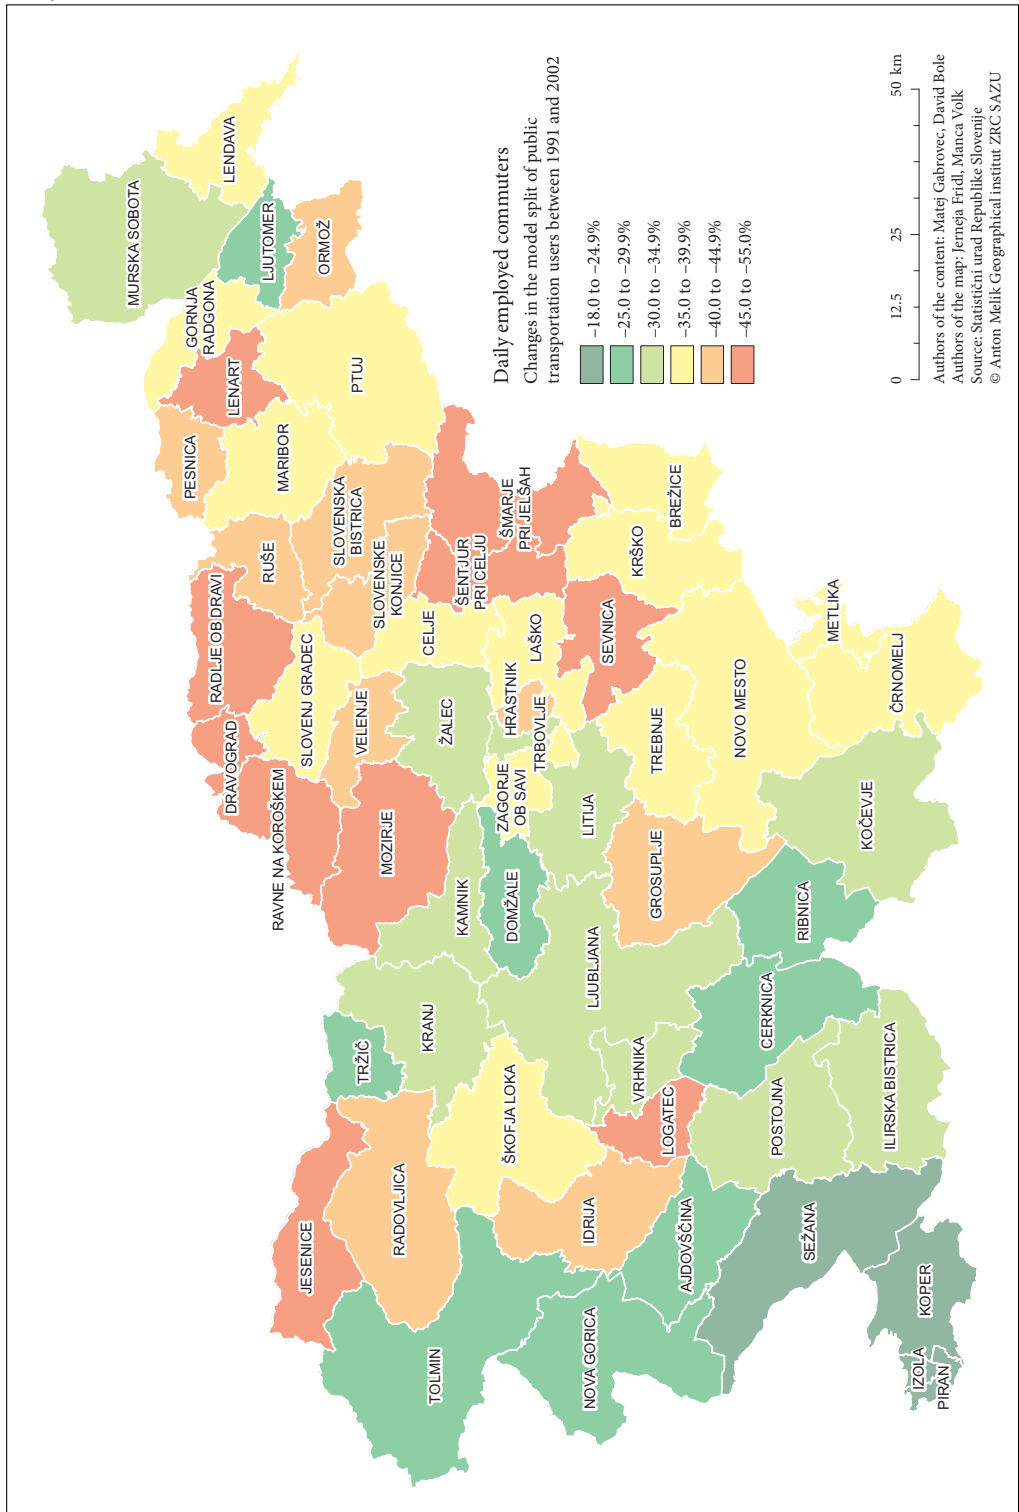 MURSKA SOBOTA
LENDAVA
GORNJA
RADGONA
LJUTOMER
ORMOŽ
LENART
PESNICA
PTUJ
MARIBOR
RUŠE
SLOVENSKA
BISTRICA
RADLJE OB DRAVI
SLOVENSKE
KONJICE
ŠENTJUR
PRI CELJU
ŠMARJE
PRI JELŠAH
DRAVOGRAD
SLOVENJ GRADEC
CELJE
VELENJE
RAVNE NA KOROŠKEM
ŽALEC
LAŠKO
HRASTNIK
TRBOVLJE
SEVNICA
KRŠKO
BREŽICE
MOZIRJE
ZAGORJE
OB SAVI
LITIJA
TREBNJE
NOVO MESTO
METLIKA
ČRNOMELJ
KAMNIK
DOMŽALE
GROSUPLJE
KOČEVJE
LJUBLJANA
RIBNICA
TRŽIČ
KRANJ
VRHNIKA
CERKNICA
ŠKOFJA LOKA
LOGATEC
POSTOJNA
ILIRSKA BISTRICA
JESENICE
RADOVLJICA
IDRIJA
AJDOVŠČINA
SEŽANA
TOLMIN
NOVA GORICA
KOPER
IZOLA
PIRAN
Daily employed commuters
Changes in the model split of public
transportation users between 1991 and 2002
−18.0 to −24.9%
−25.0 to −29.9%
−30.0 to −34.9%
−35.0 to −39.9%
−40.0 to −44.9%
−45.0 to −55.0%
0 12.5 25 50 km
Authors of the content: Matej Gabrovec, David Bole
Authors of the map: Jerneja Fridl, Manca Volk
Source: Statistični urad Republike Slovenije
© Anton Melik Geographical institut ZRC SAZU